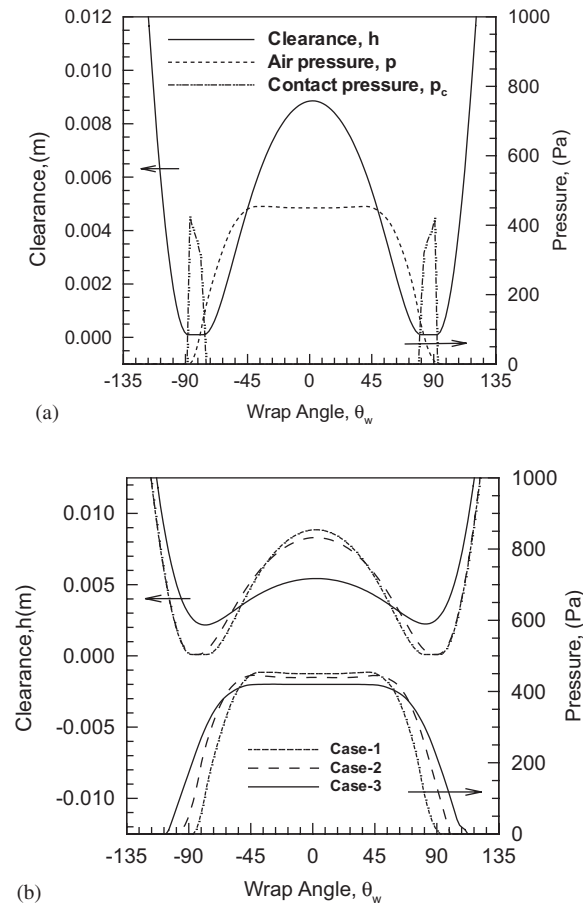 0.012
0.010
0.008
0.006
0.004
0.002
0.000
Clearance,(m)
Clearance, h
Air pressure, p
Contact pressure, pc
1000
800
600
400
200
0
Pressure, (Pa)
-135 -90 -45 0 45 90 135
Wrap Angle, θw
(a)
0.010
0.005
0.000
-0.005
-0.010
Clearance,h(m)
1000
800
600
400
200
0
Pressure, (Pa)
Case-1
Case-2
Case-3
-135 -90 -45 0 45 90 135
Wrap Angle, θw
(b)